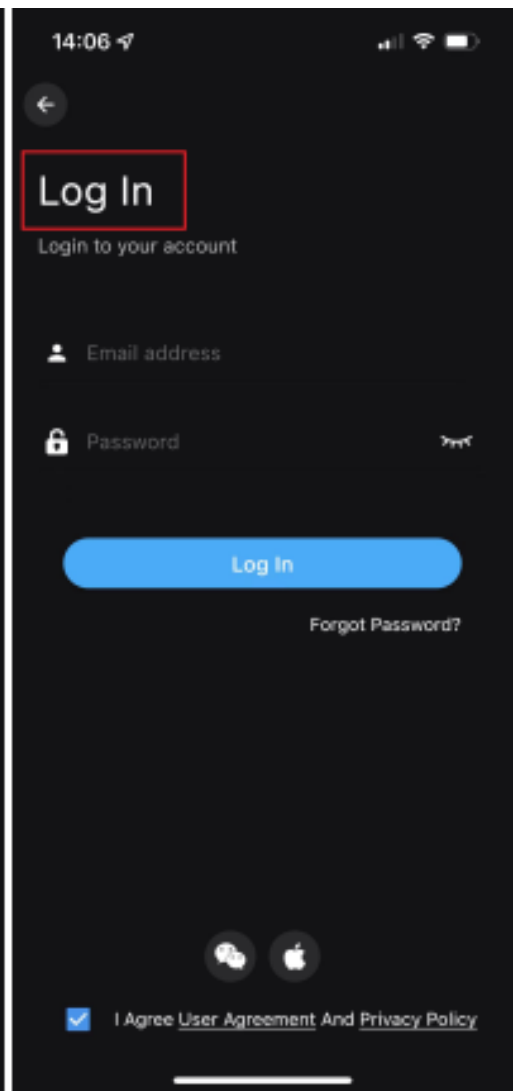 14:06
Log In
Login to your account
Email address
Password
Log In
Forgot Password?
I Agree User Agreement And Privacy Policy